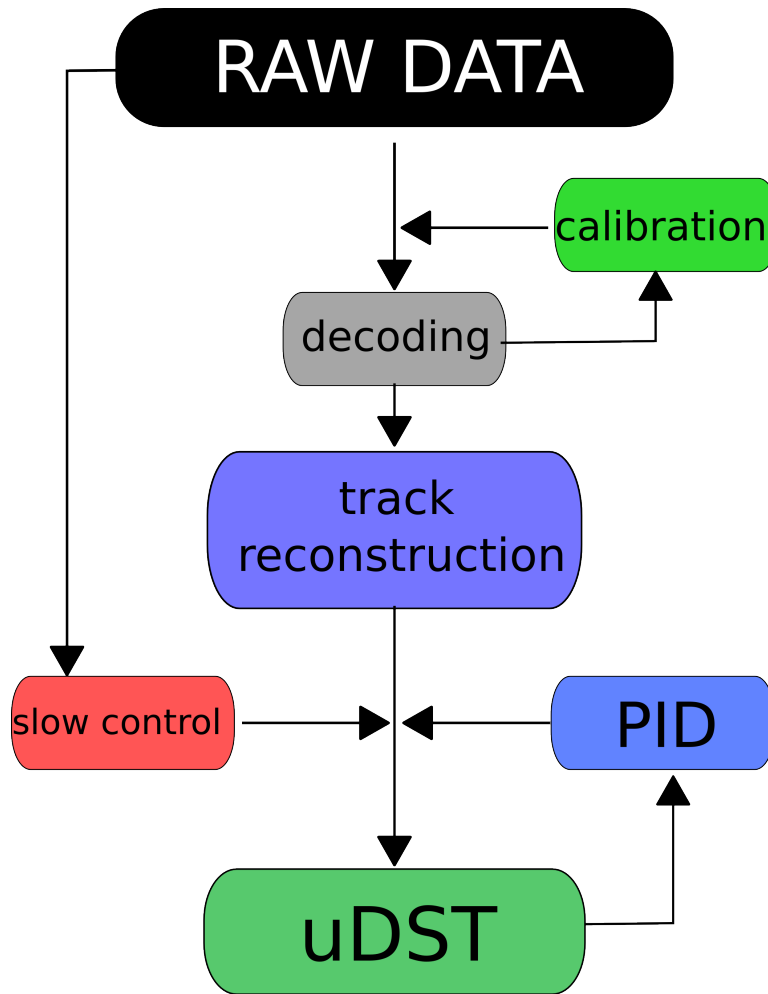 RAW DATA
calibration
decoding
track
reconstruction
slow control
PID
uDST